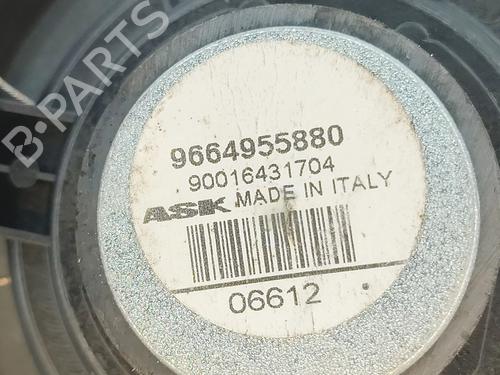 9664955880
90016431704
ASK MADE IN ITALY
06612
B-PARTS